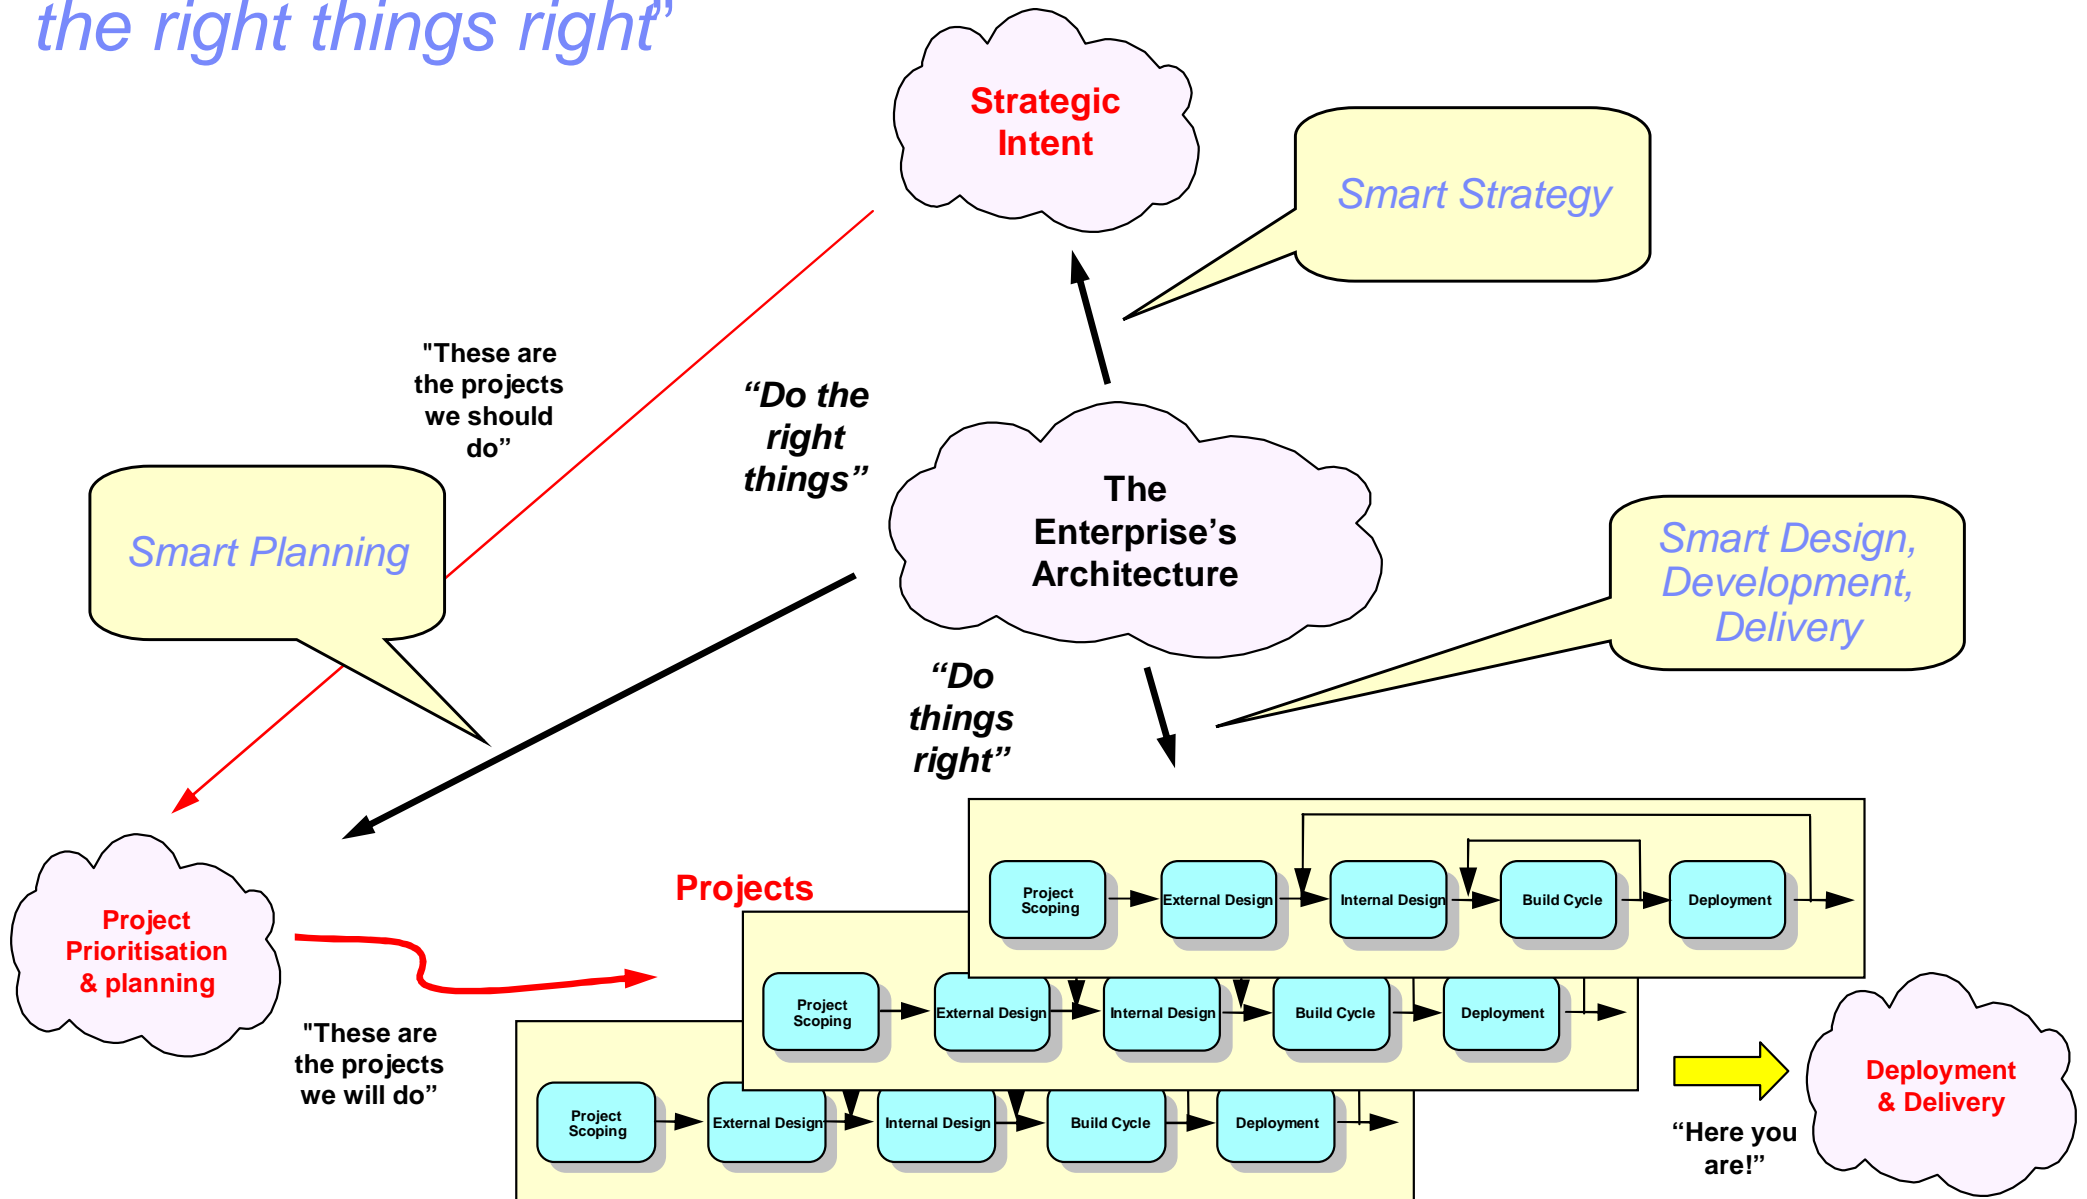 the right things right”
Strategic
Intent
Smart Strategy
"These are
the projects
we should
do”
“Do the
right
things”
The
Enterprise’s
Architecture
Smart Planning
Smart Design,
Development,
Delivery
“Do
things
right”
Projects
Project
Scoping
External Design
Internal Design
Build Cycle
Deployment
Project
Prioritisation
& planning
Project
Scoping
External Design
Internal Design
Build Cycle
Deployment
"These are
the projects
we will do”
Project
Scoping
External Design
Internal Design
Build Cycle
Deployment
Deployment
& Delivery
“Here you
are!”